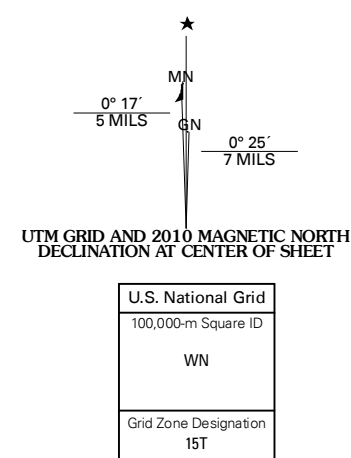 MN
0° 17´
5 MILS
GN
0° 25´
7 MILS
UTM GRID AND 2010 MAGNETIC NORTH
DECLINATION AT CENTER OF SHEET
U.S. National Grid
100,000-m Square ID
WN
Grid Zone Designation
15T